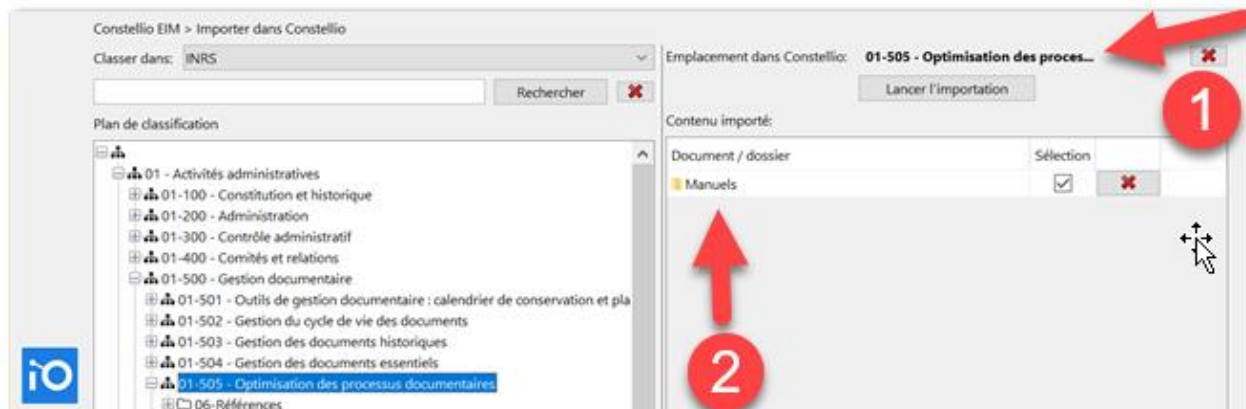 Constellio EIM > Importer dans Constellio
Classer dans: INRS
Rechercher
Plan de classification
01 - Activités administratives
01-100 - Constitution et historique
01-200 - Administration
01-300 - Contrôle administratif
01-400 - Comités et relations
01-500 - Gestion documentaire
01-501 - Outils de gestion documentaire : calendrier de conservation et pla
01-502 - Gestion du cycle de vie des documents
01-503 - Gestion des documents historiques
01-504 - Gestion des documents essentiels
01-505 - Optimisation des processus documentaires
06-Références
iO
Emplacement dans Constellio: 01-505 - Optimisation des proces...
Lancer l'importation
Contenu importé:
Document / dossier Sélection
Manuels
1
2